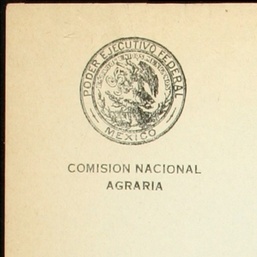 PODER EJECUTIVO FEDERAL
MEXICO
COMISION NACIONAL
AGRARIA